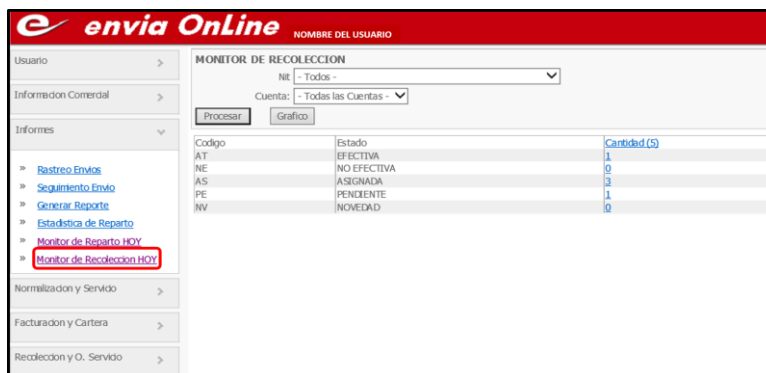 e envia OnLine NOMBRE DEL USUARIO
Usuario
Informacion Comercial
Informes
Rastreo Envios
Seguimiento Envio
Generar Reporte
Estadistica de Reparto
Monitor de Reparto HOY
Monitor de Recoleccion HOY
Normalizacion y Servicio
Facturacion y Cartera
Recoleccion y O. Servicio
MONITOR DE RECOLECCION
Nit - Todos -
Cuenta: - Todas las Cuentas -
Procesar Grafico
Codigo Estado Cantidad (5)
AT EFECTIVA 1
NE NO EFECTIVA 0
AS ASIGNADA 3
PE PENDIENTE 1
NV NOVEDAD 0